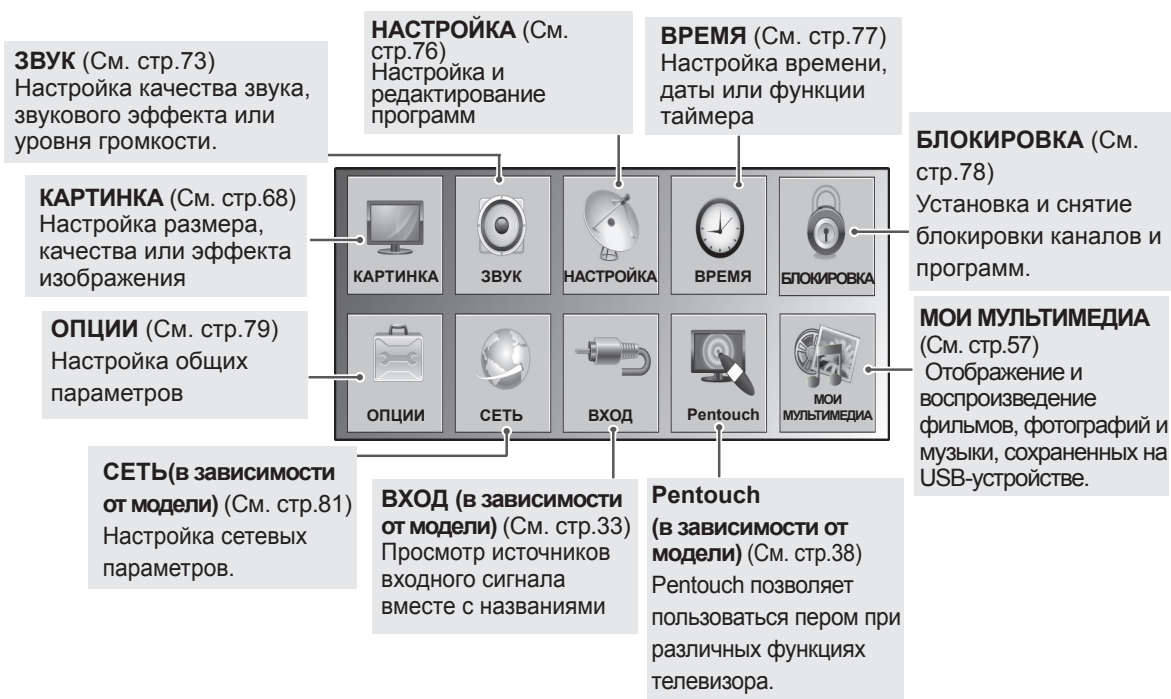 ЗВУК (См. стр.73)
Настройка качества звука,
звукового эффекта или
уровня громкости.
НАСТРОЙКА (См.
стр.76)
Настройка и
редактирование
программ
ВРЕМЯ (См. стр.77)
Настройка времени,
даты или функции
таймера
БЛОКИРОВКА (См.
стр.78)
Установка и снятие
блокировки каналов и
программ.
КАРТИНКА (См. стр.68)
Настройка размера,
качества или эффекта
изображения
ОПЦИИ (См. стр.79)
Настройка общих
параметров
КАРТИНКА
ЗВУК
НАСТРОЙКА
ВРЕМЯ
БЛОКИРОВКА
ОПЦИИ
СЕТЬ
ВХОД
Pentouch
МОИ
МУЛЬТИМЕДИА
МОИ МУЛЬТИМЕДИА
(См. стр.57)
Отображение и
воспроизведение
фильмов, фотографий и
музыки, сохраненных на
USB-устройстве.
СЕТЬ(в зависимости
от модели) (См. стр.81)
Настройка сетевых
параметров.
ВХОД (в зависимости
от модели) (См. стр.33)
Просмотр источников
входного сигнала
вместе с названиями
Pentouch
(в зависимости от
модели) (См. стр.38)
Pentouch позволяет
пользоваться пером при
различных функциях
телевизора.